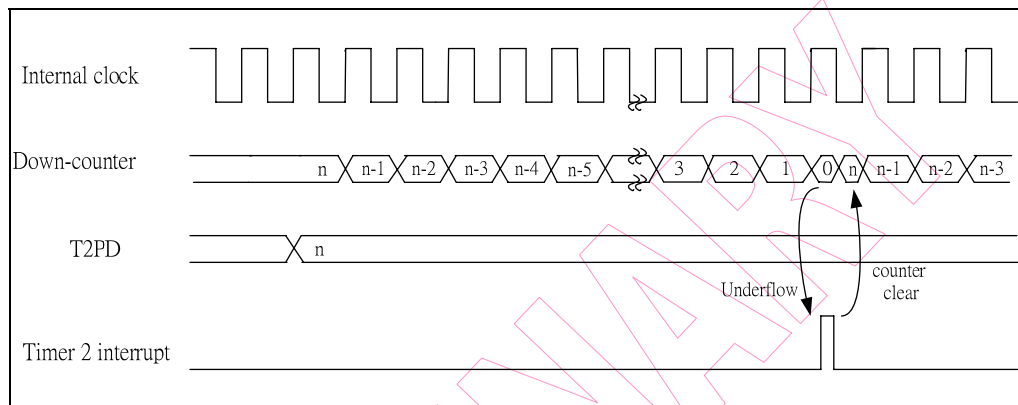 Internal clock
Down-counter
n n-1 n-2 n-3 n-4 n-5 3 2 1 0 n n-1 n-2 n-3
T2PD
n
Underflow
counter
clear
Timer 2 interrupt